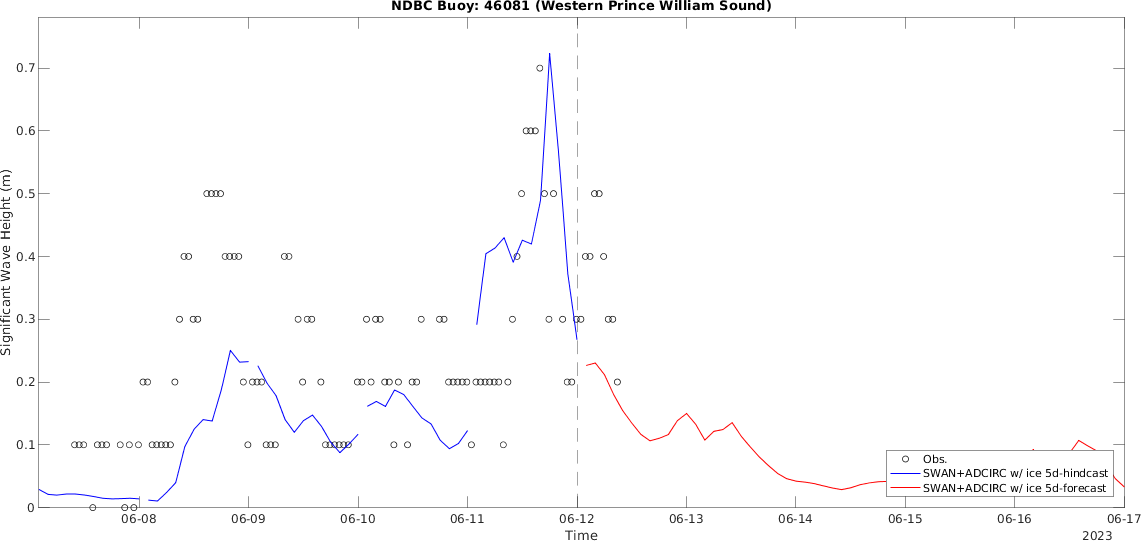 NDBC Buoy: 46081 (Western Prince William Sound)
Significant Wave Height (m)
0.7
0.6
0.5
0.4
0.3
0.2
0.1
0
Obs.
SWAN+ADCIRC w/ ice 5d-hindcast
SWAN+ADCIRC w/ ice 5d-forecast
06-08 06-09 06-10 06-11 06-12 06-13 06-14 06-15 06-16 06-17
Time
2023